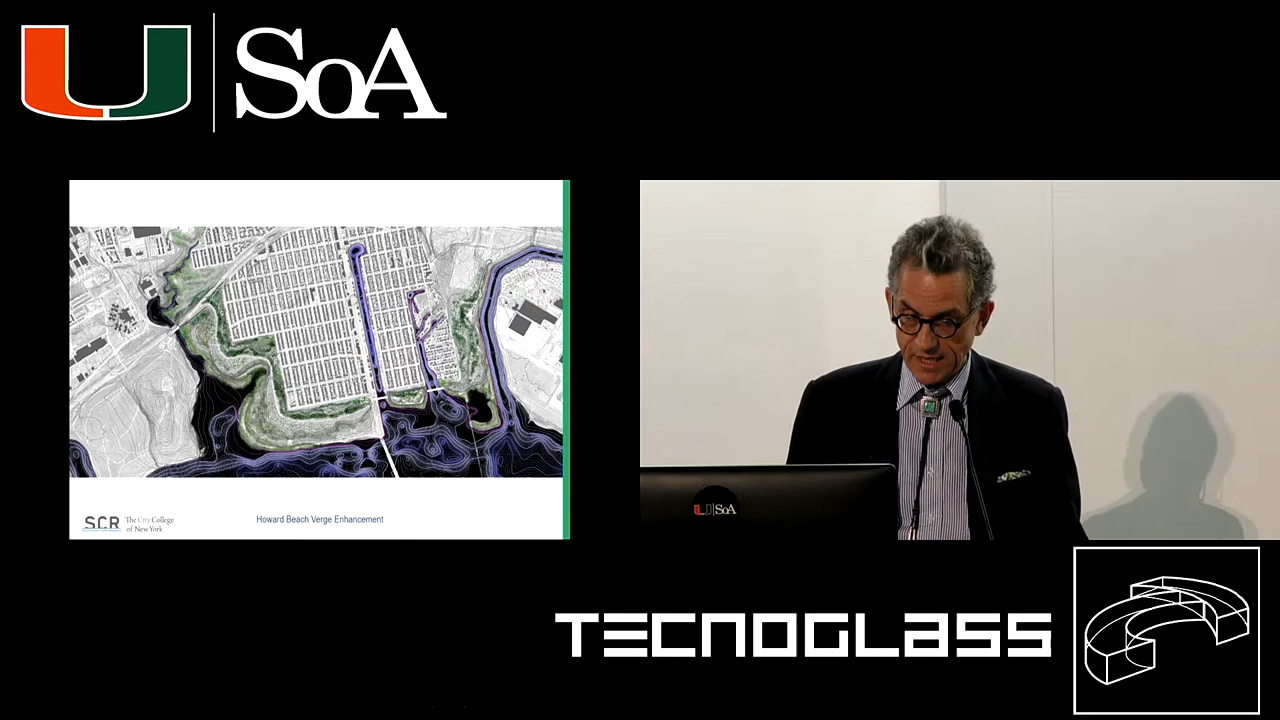 U SoA
SCR The City College
of New York
Howard Beach Verge Enhancement
U SoA
TECNOGLASS